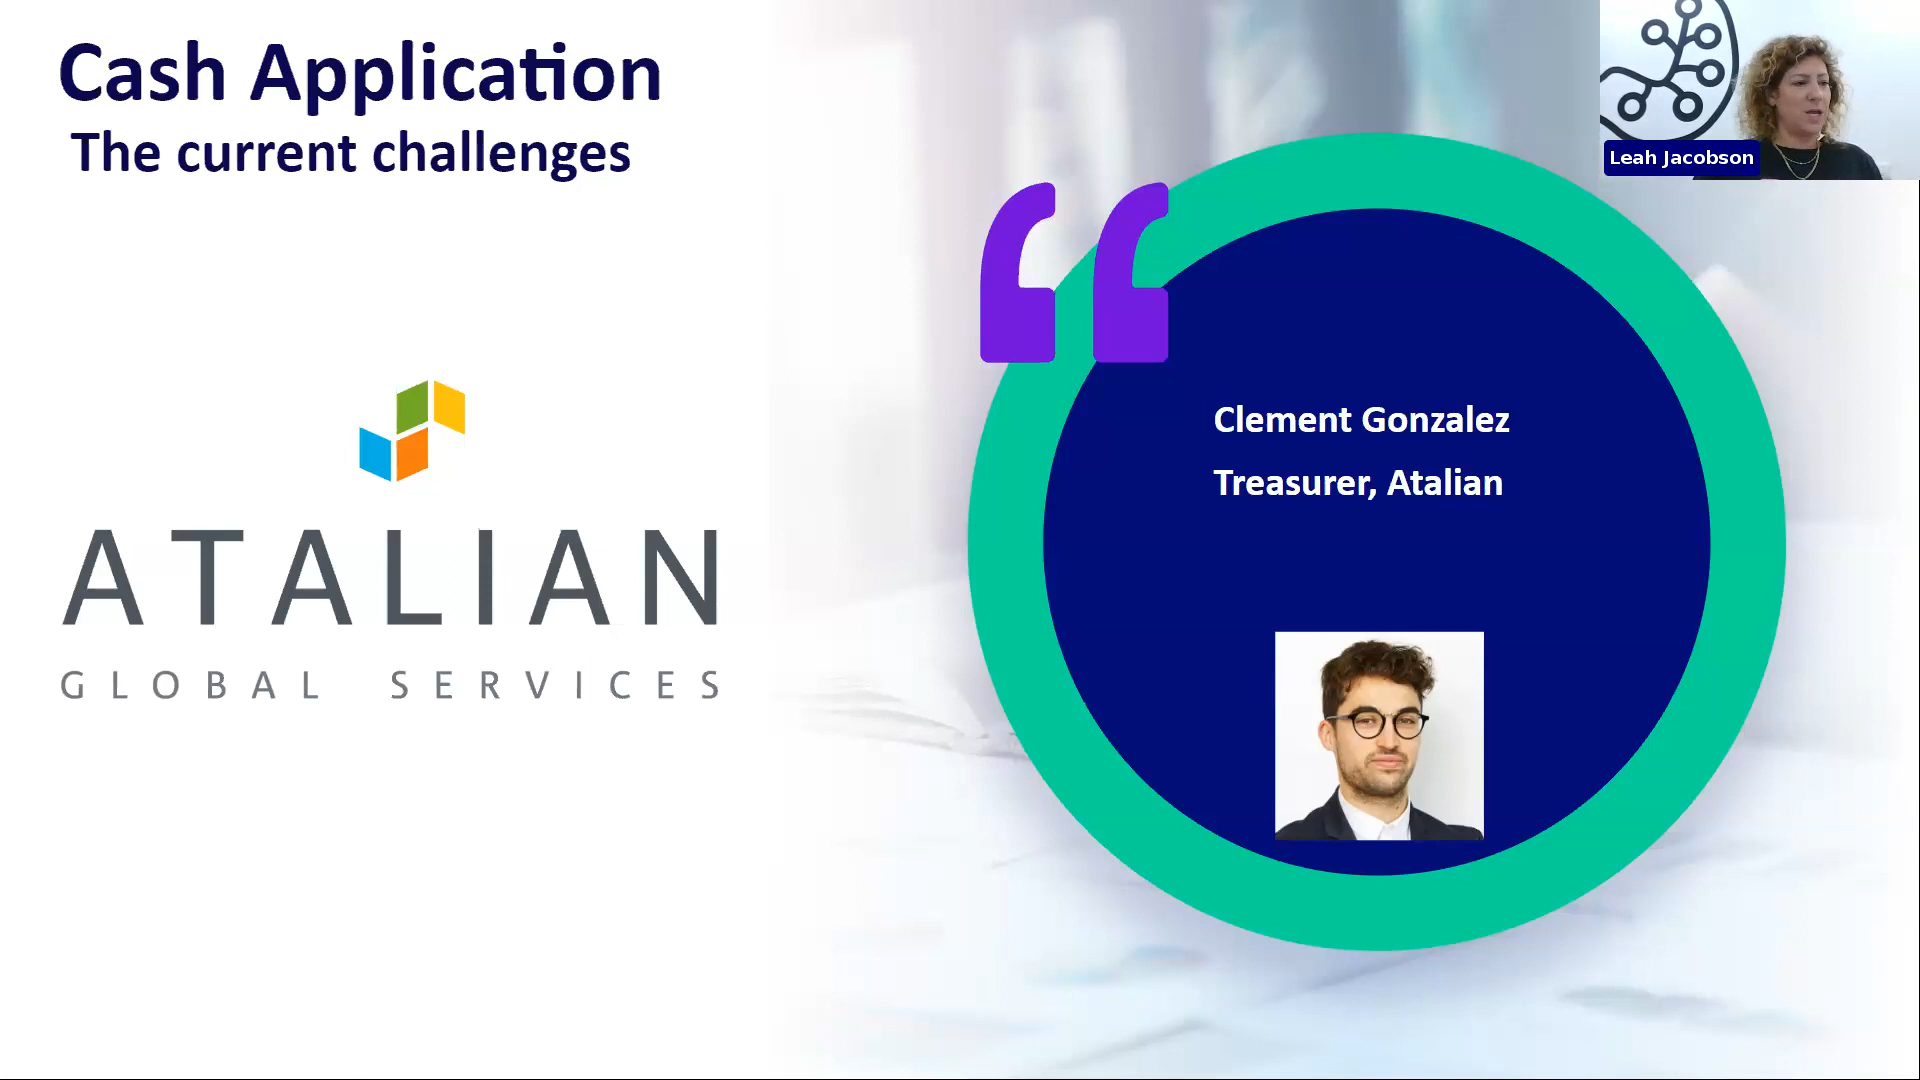 Cash Application
The current challenges
Leah Jacobson
Clement Gonzalez
Treasurer, Atalian
ATALIAN
GLOBAL SERVICES